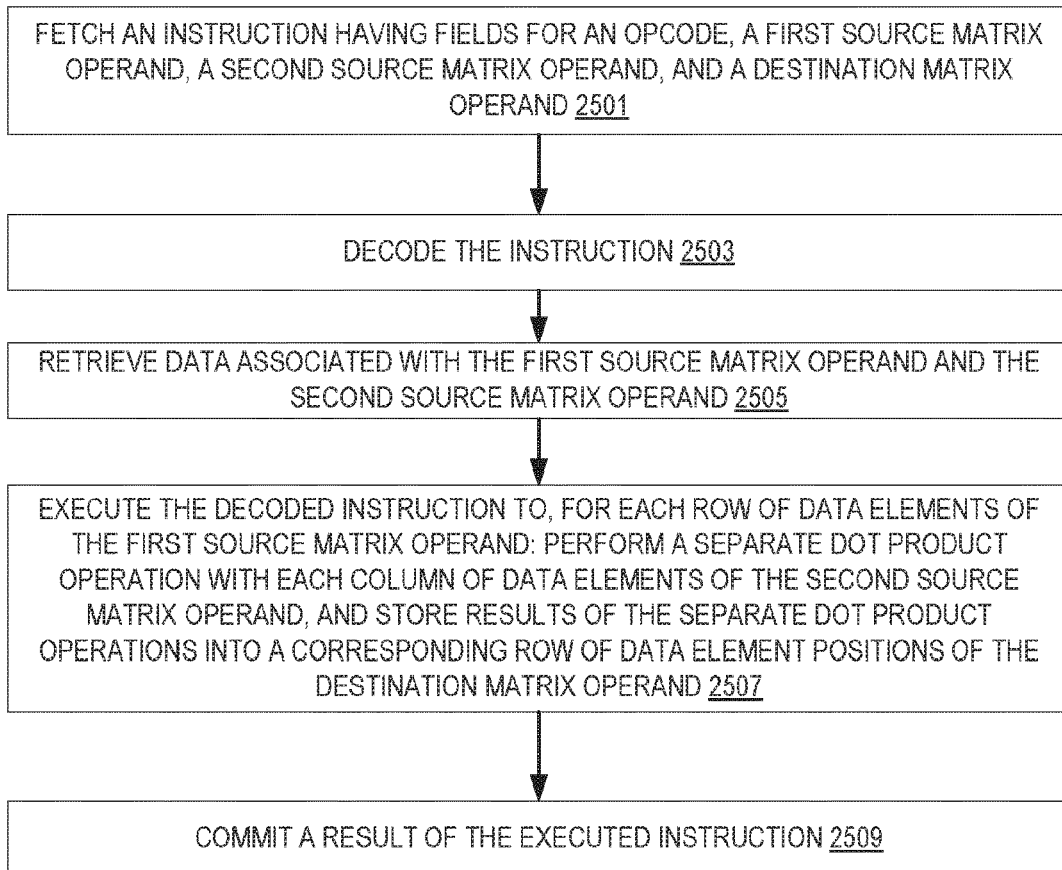 FETCH AN INSTRUCTION HAVING FIELDS FOR AN OPCODE, A FIRST SOURCE MATRIX
OPERAND, A SECOND SOURCE MATRIX OPERAND, AND A DESTINATION MATRIX
OPERAND 2501
DECODE THE INSTRUCTION 2503
RETRIEVE DATA ASSOCIATED WITH THE FIRST SOURCE MATRIX OPERAND AND THE
SECOND SOURCE MATRIX OPERAND 2505
EXECUTE THE DECODED INSTRUCTION TO, FOR EACH ROW OF DATA ELEMENTS OF
THE FIRST SOURCE MATRIX OPERAND: PERFORM A SEPARATE DOT PRODUCT
OPERATION WITH EACH COLUMN OF DATA ELEMENTS OF THE SECOND SOURCE
MATRIX OPERAND, AND STORE RESULTS OF THE SEPARATE DOT PRODUCT
OPERATIONS INTO A CORRESPONDING ROW OF DATA ELEMENT POSITIONS OF THE
DESTINATION MATRIX OPERAND 2507
COMMIT A RESULT OF THE EXECUTED INSTRUCTION 2509